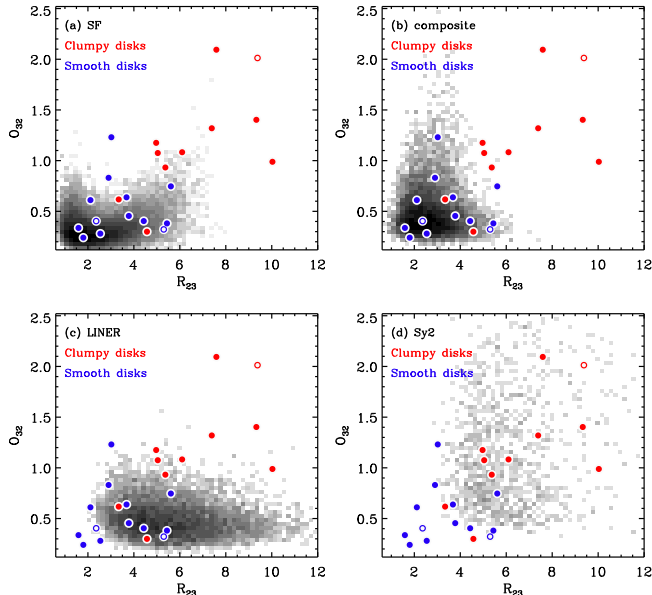 (a) SF
Clumpy disks
Smooth disks
2.5
2.0
1.5
1.0
0.5
O32
2 4 6 8 10 12
R23
(b) composite
Clumpy disks
Smooth disks
2.5
2.0
1.5
1.0
0.5
O32
2 4 6 8 10 12
R23
(c) LINER
Clumpy disks
Smooth disks
2.5
2.0
1.5
1.0
0.5
O32
2 4 6 8 10 12
R23
(d) Sy2
Clumpy disks
Smooth disks
2.5
2.0
1.5
1.0
0.5
O32
2 4 6 8 10 12
R23